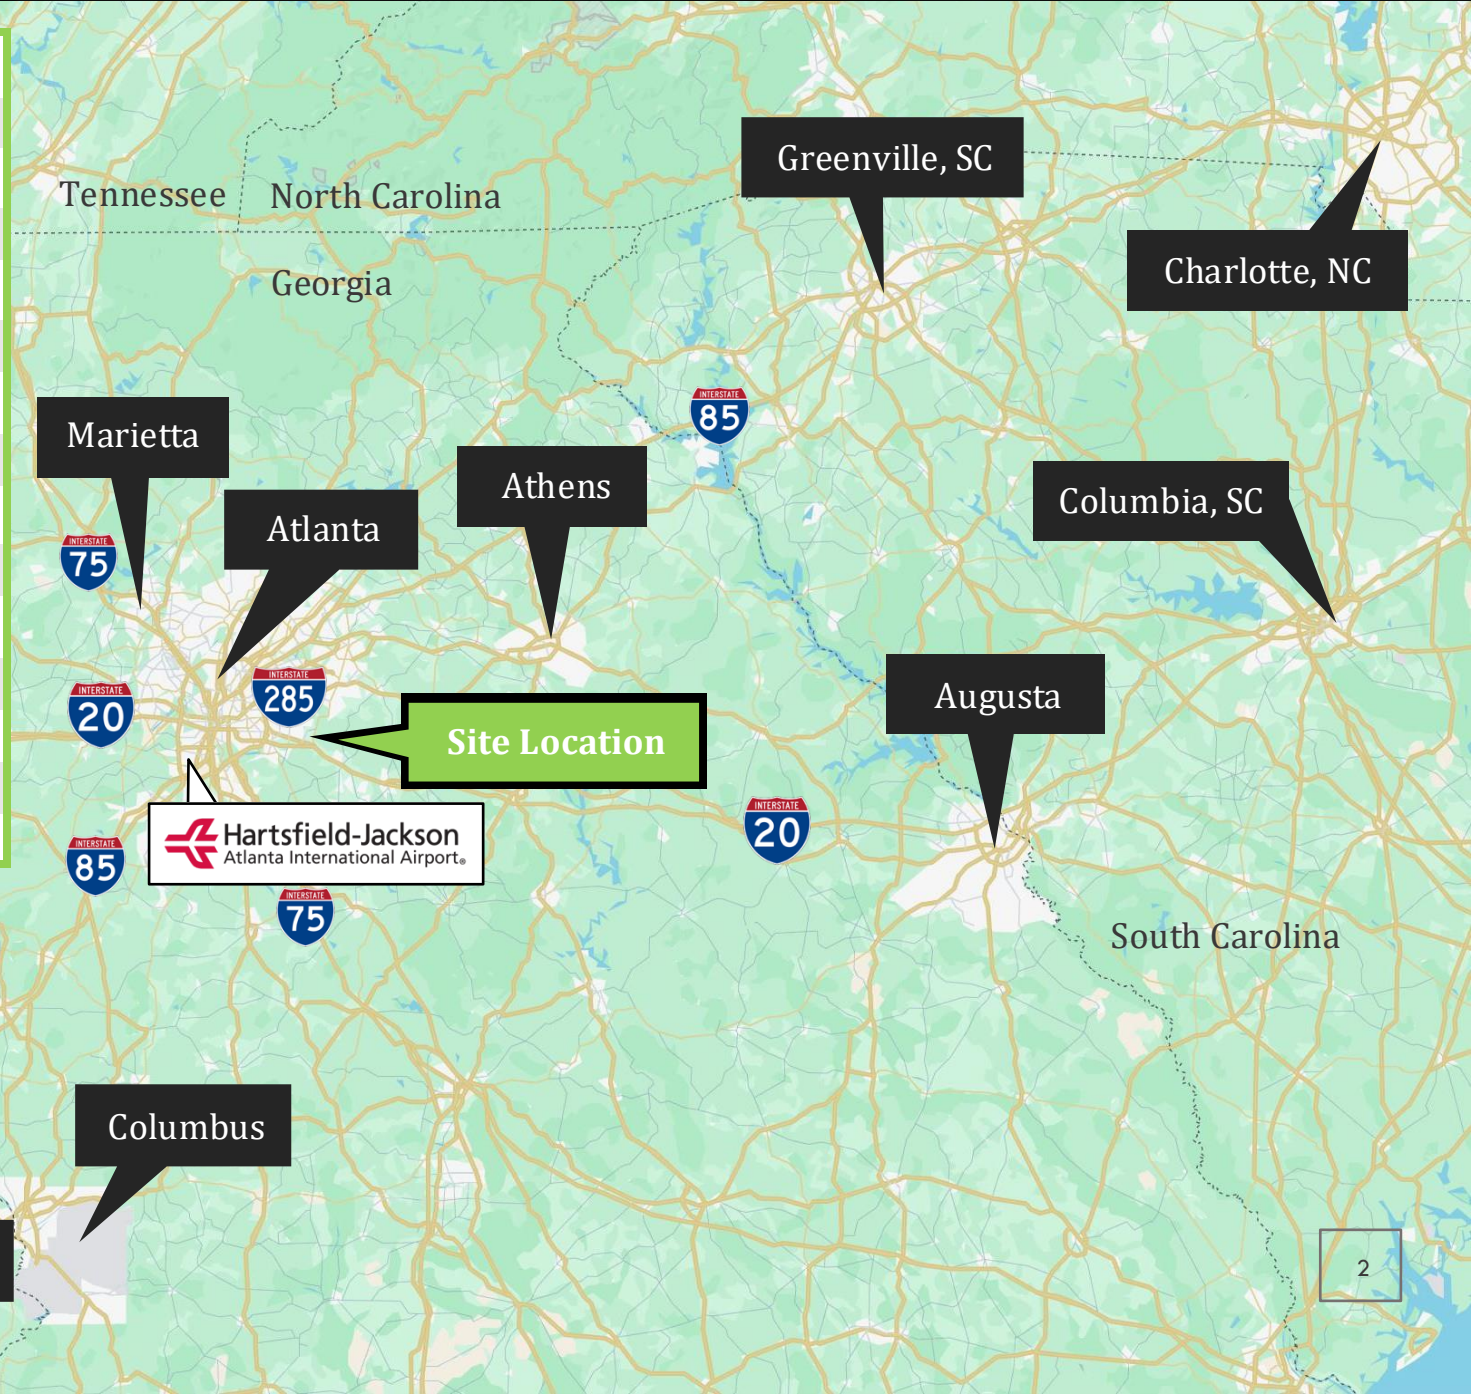 Greenville, SC
Tennessee
North Carolina
Charlotte, NC
Georgia
INTERSTATE
85
Marietta
Athens
Columbia, SC
Atlanta
INTERSTATE
75
INTERSTATE
285
INTERSTATE
20
Augusta
Site Location
INTERSTATE
20
Hartsfield-Jackson
Atlanta International Airport®
INTERSTATE
85
INTERSTATE
75
South Carolina
Columbus
2